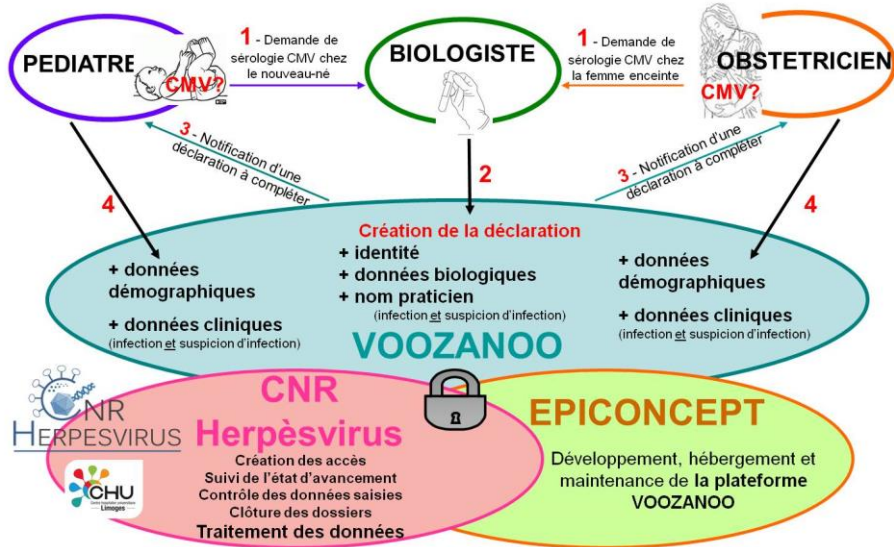 PEDIATRE
CMV?
1 - Demande de
sérologie CMV chez
le nouveau-né
BIOLOGISTE
1 - Demande de
sérologie CMV chez
la femme enceinte
OBSTETRICIEN
CMV?
3 - Notification d'une
déclaration à compléter
2
3 - Notification d'une
déclaration à compléter
4
4
+ données
démographiques
+ données cliniques
(infection et suspicion d'infection)
Création de la déclaration
+ identité
+ données biologiques
+ nom praticien
(infection et suspicion d'infection)
+ données
démographiques
+ données cliniques
(infection et suspicion d'infection)
VOOZANOO
CNR
HERPESVIRUS
CHU
Limoges
CNR
Herpèsvirus
Création des accès
Suivi de l'état d'avancement
Contrôle des données saisies
Clôture des dossiers
Traitement des données
EPICONCEPT
Développement, hébergement et
maintenance de la plateforme
VOOZANOO